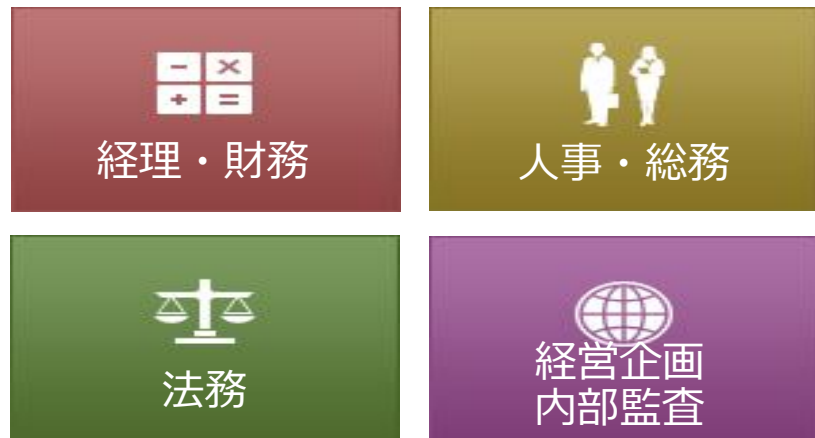 経理・財務
人事・総務
法務
経営企画
内部監査